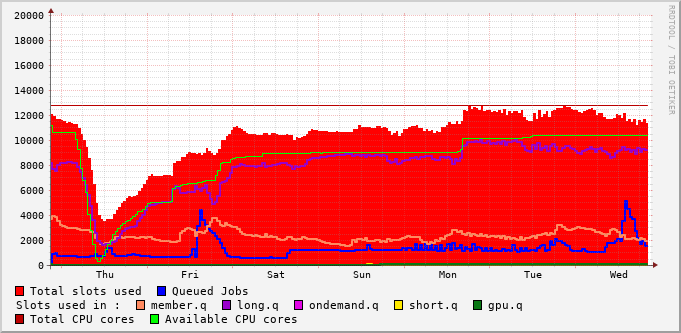 20000
18000
16000
14000
12000
10000
8000
6000
4000
2000
0
Thu Fri Sat Sun Mon Tue Wed
RRDTOOL / TOBI OETIKER
Total slots used Queued Jobs
Slots used in : member.q long.q ondemand.q short.q gpu.q
Total CPU cores Available CPU cores